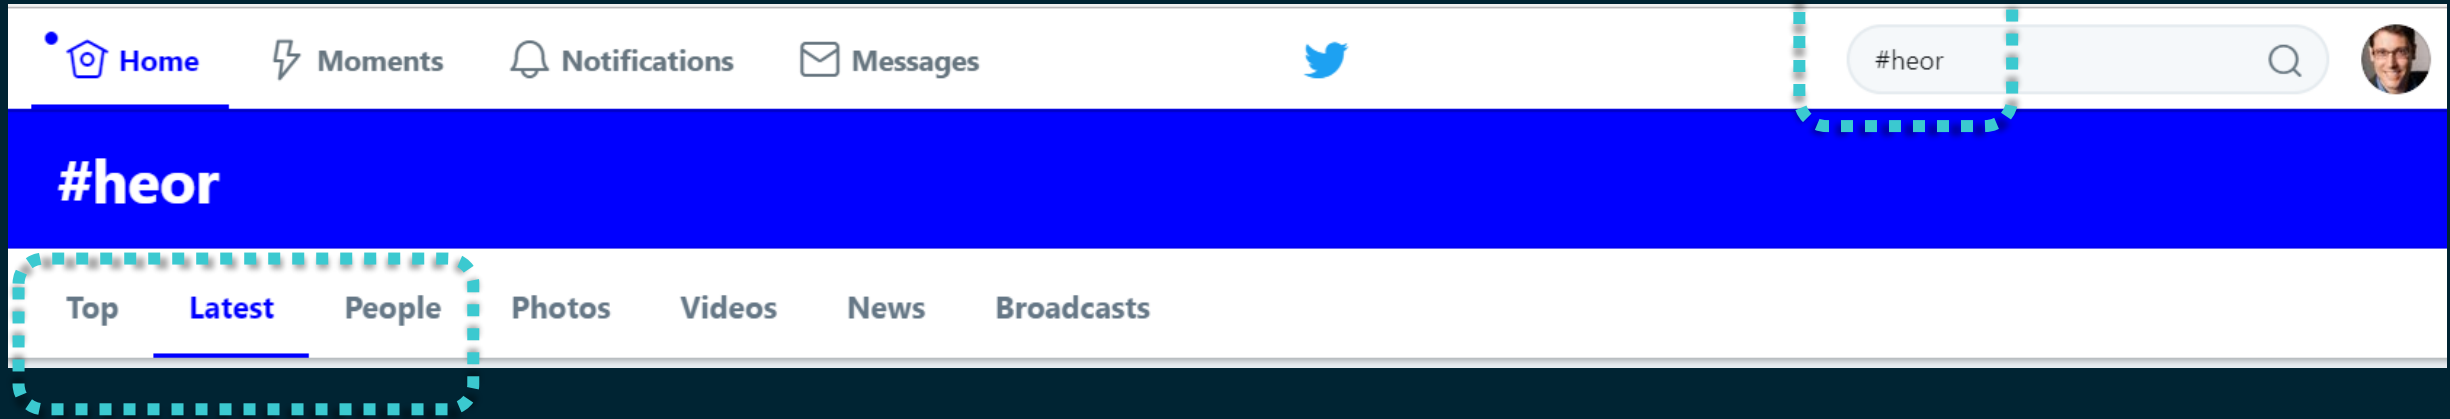 Home Moments Notifications Messages #heor
#heor
Top Latest People Photos Videos News Broadcasts